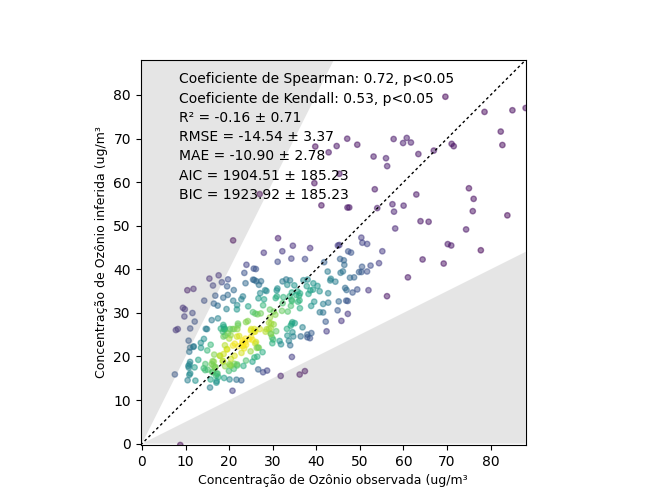 Coeficiente de Spearman: 0.72, p<0.05
Coeficiente de Kendall: 0.53, p<0.05
R² = -0.16 ± 0.71
RMSE = -14.54 ± 3.37
MAE = -10.90 ± 2.78
AIC = 1904.51 ± 185.23
BIC = 1923.92 ± 185.23
Concentração de Ozônio inferida (ug/m³
80
70
60
50
40
30
20
10
0
0 10 20 30 40 50 60 70 80
Concentração de Ozônio observada (ug/m³